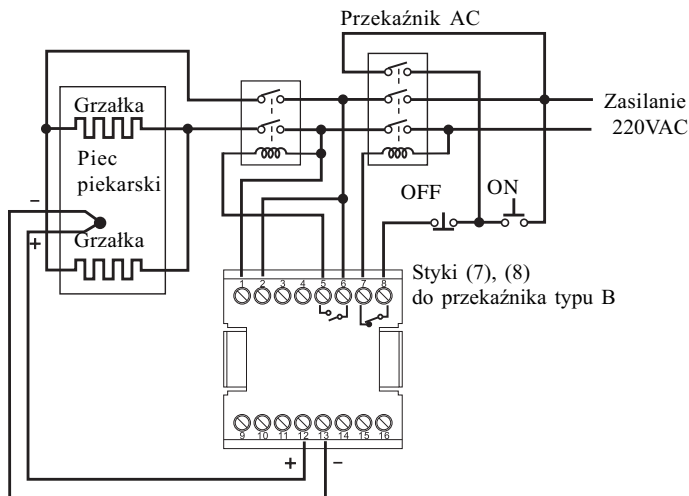 Przekaźnik AC
Grzałka
Zasilanie
220VAC
Piec
piekarski
OFF
ON
–
+
Grzałka
Styki (7), (8)
do przekaźnika typu B
1 2 3 4 5 6 7 8
9 10 11 12 13 14 15 16
+ –